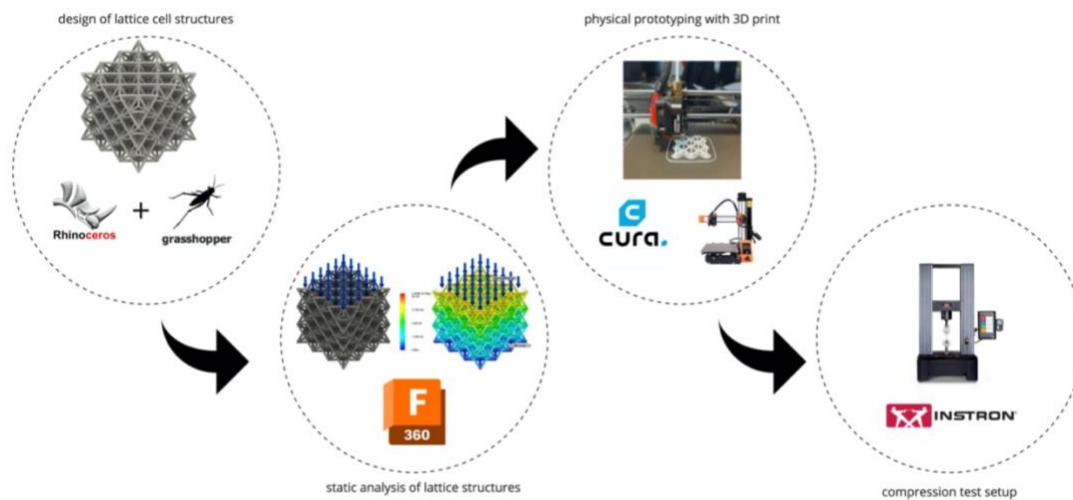 design of lattice cell structures
physical prototyping with 3D print
Rhinoceros
+
grasshopper
cura.
F
360
INSTRON®
static analysis of lattice structures
compression test setup